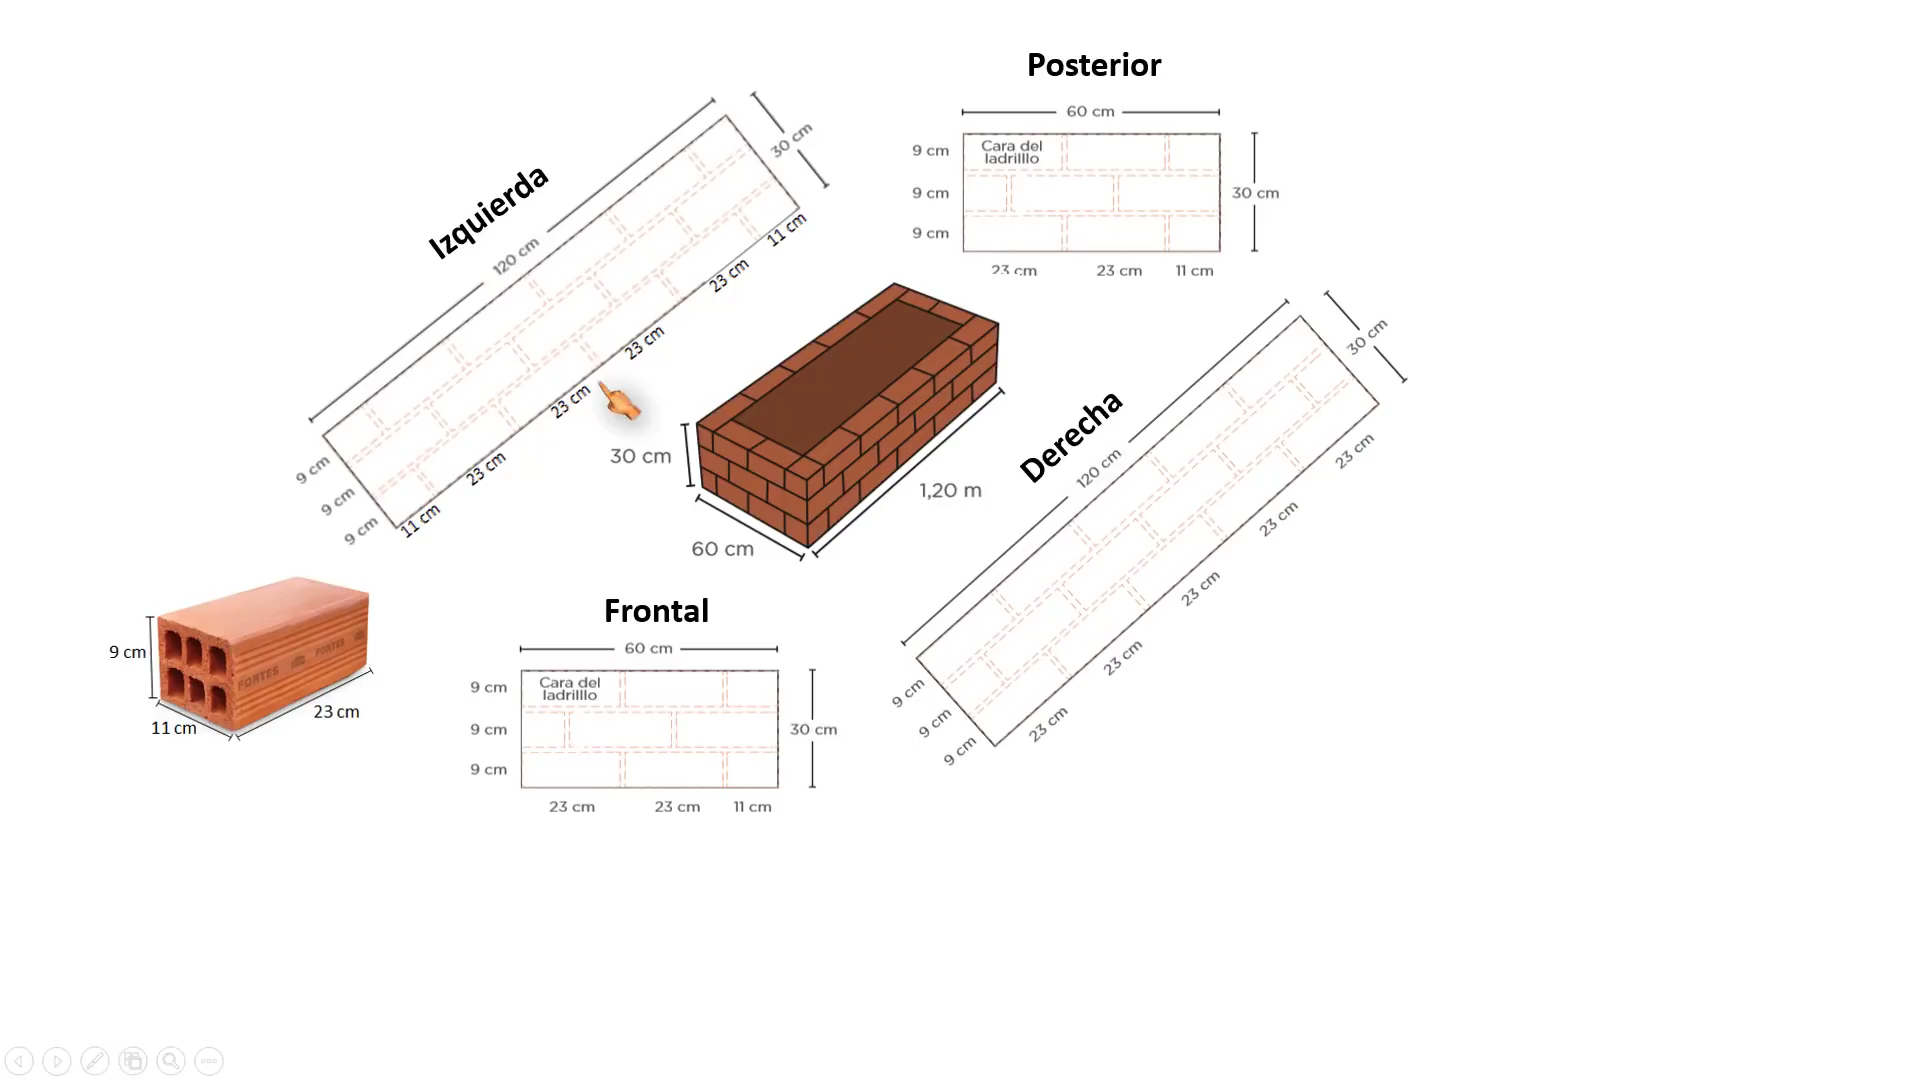 Posterior
60 cm
9 cm
Cara del
ladrilllo
9 cm
30 cm
9 cm
23 cm
23 cm
11 cm
Izquierda
120 cm
30 cm
11 cm
23 cm
23 cm
23 cm
23 cm
11 cm
9 cm
9 cm
9 cm
30 cm
60 cm
1,20 m
Derecha
120 cm
30 cm
23 cm
23 cm
23 cm
23 cm
23 cm
9 cm
9 cm
9 cm
9 cm
11 cm
23 cm
FORTES
FORTES
Frontal
60 cm
9 cm
Cara del
ladrilllo
9 cm
30 cm
9 cm
23 cm
23 cm
11 cm